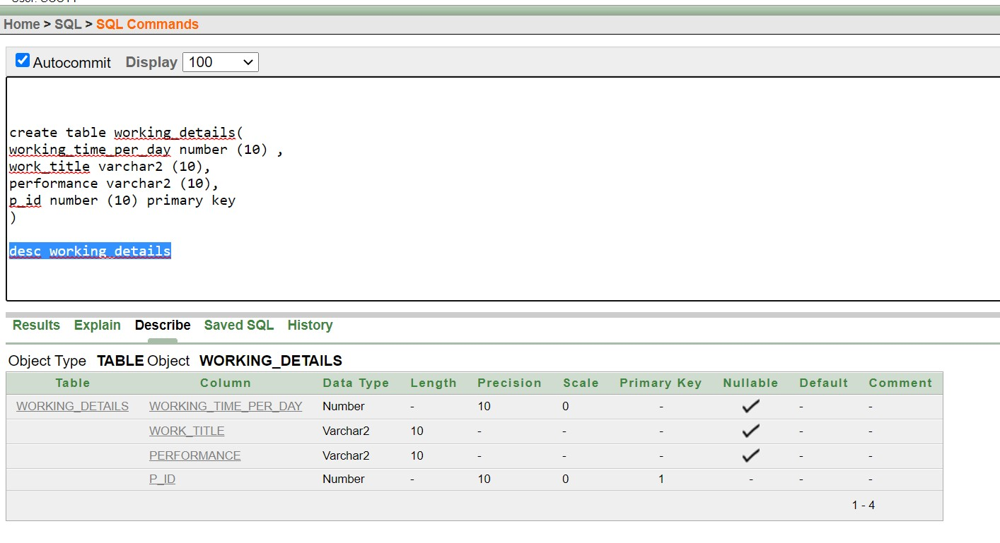 Home > SQL > SQL Commands
Autocommit Display 100
create table working_details(
working_time_per_day number (10) ,
work_title varchar2 (10),
performance varchar2 (10),
p_id number (10) primary key
)
desc working_details
Results Explain Describe Saved SQL History
Object Type TABLE Object WORKING_DETAILS
Table Column Data Type Length Precision Scale Primary Key Nullable Default Comment
WORKING_DETAILS WORKING_TIME_PER_DAY Number - 10 0 - ✓ - -
WORK_TITLE Varchar2 10 - - - ✓ - -
PERFORMANCE Varchar2 10 - - - ✓ - -
P_ID Number - 10 0 1 - - -
1 - 4